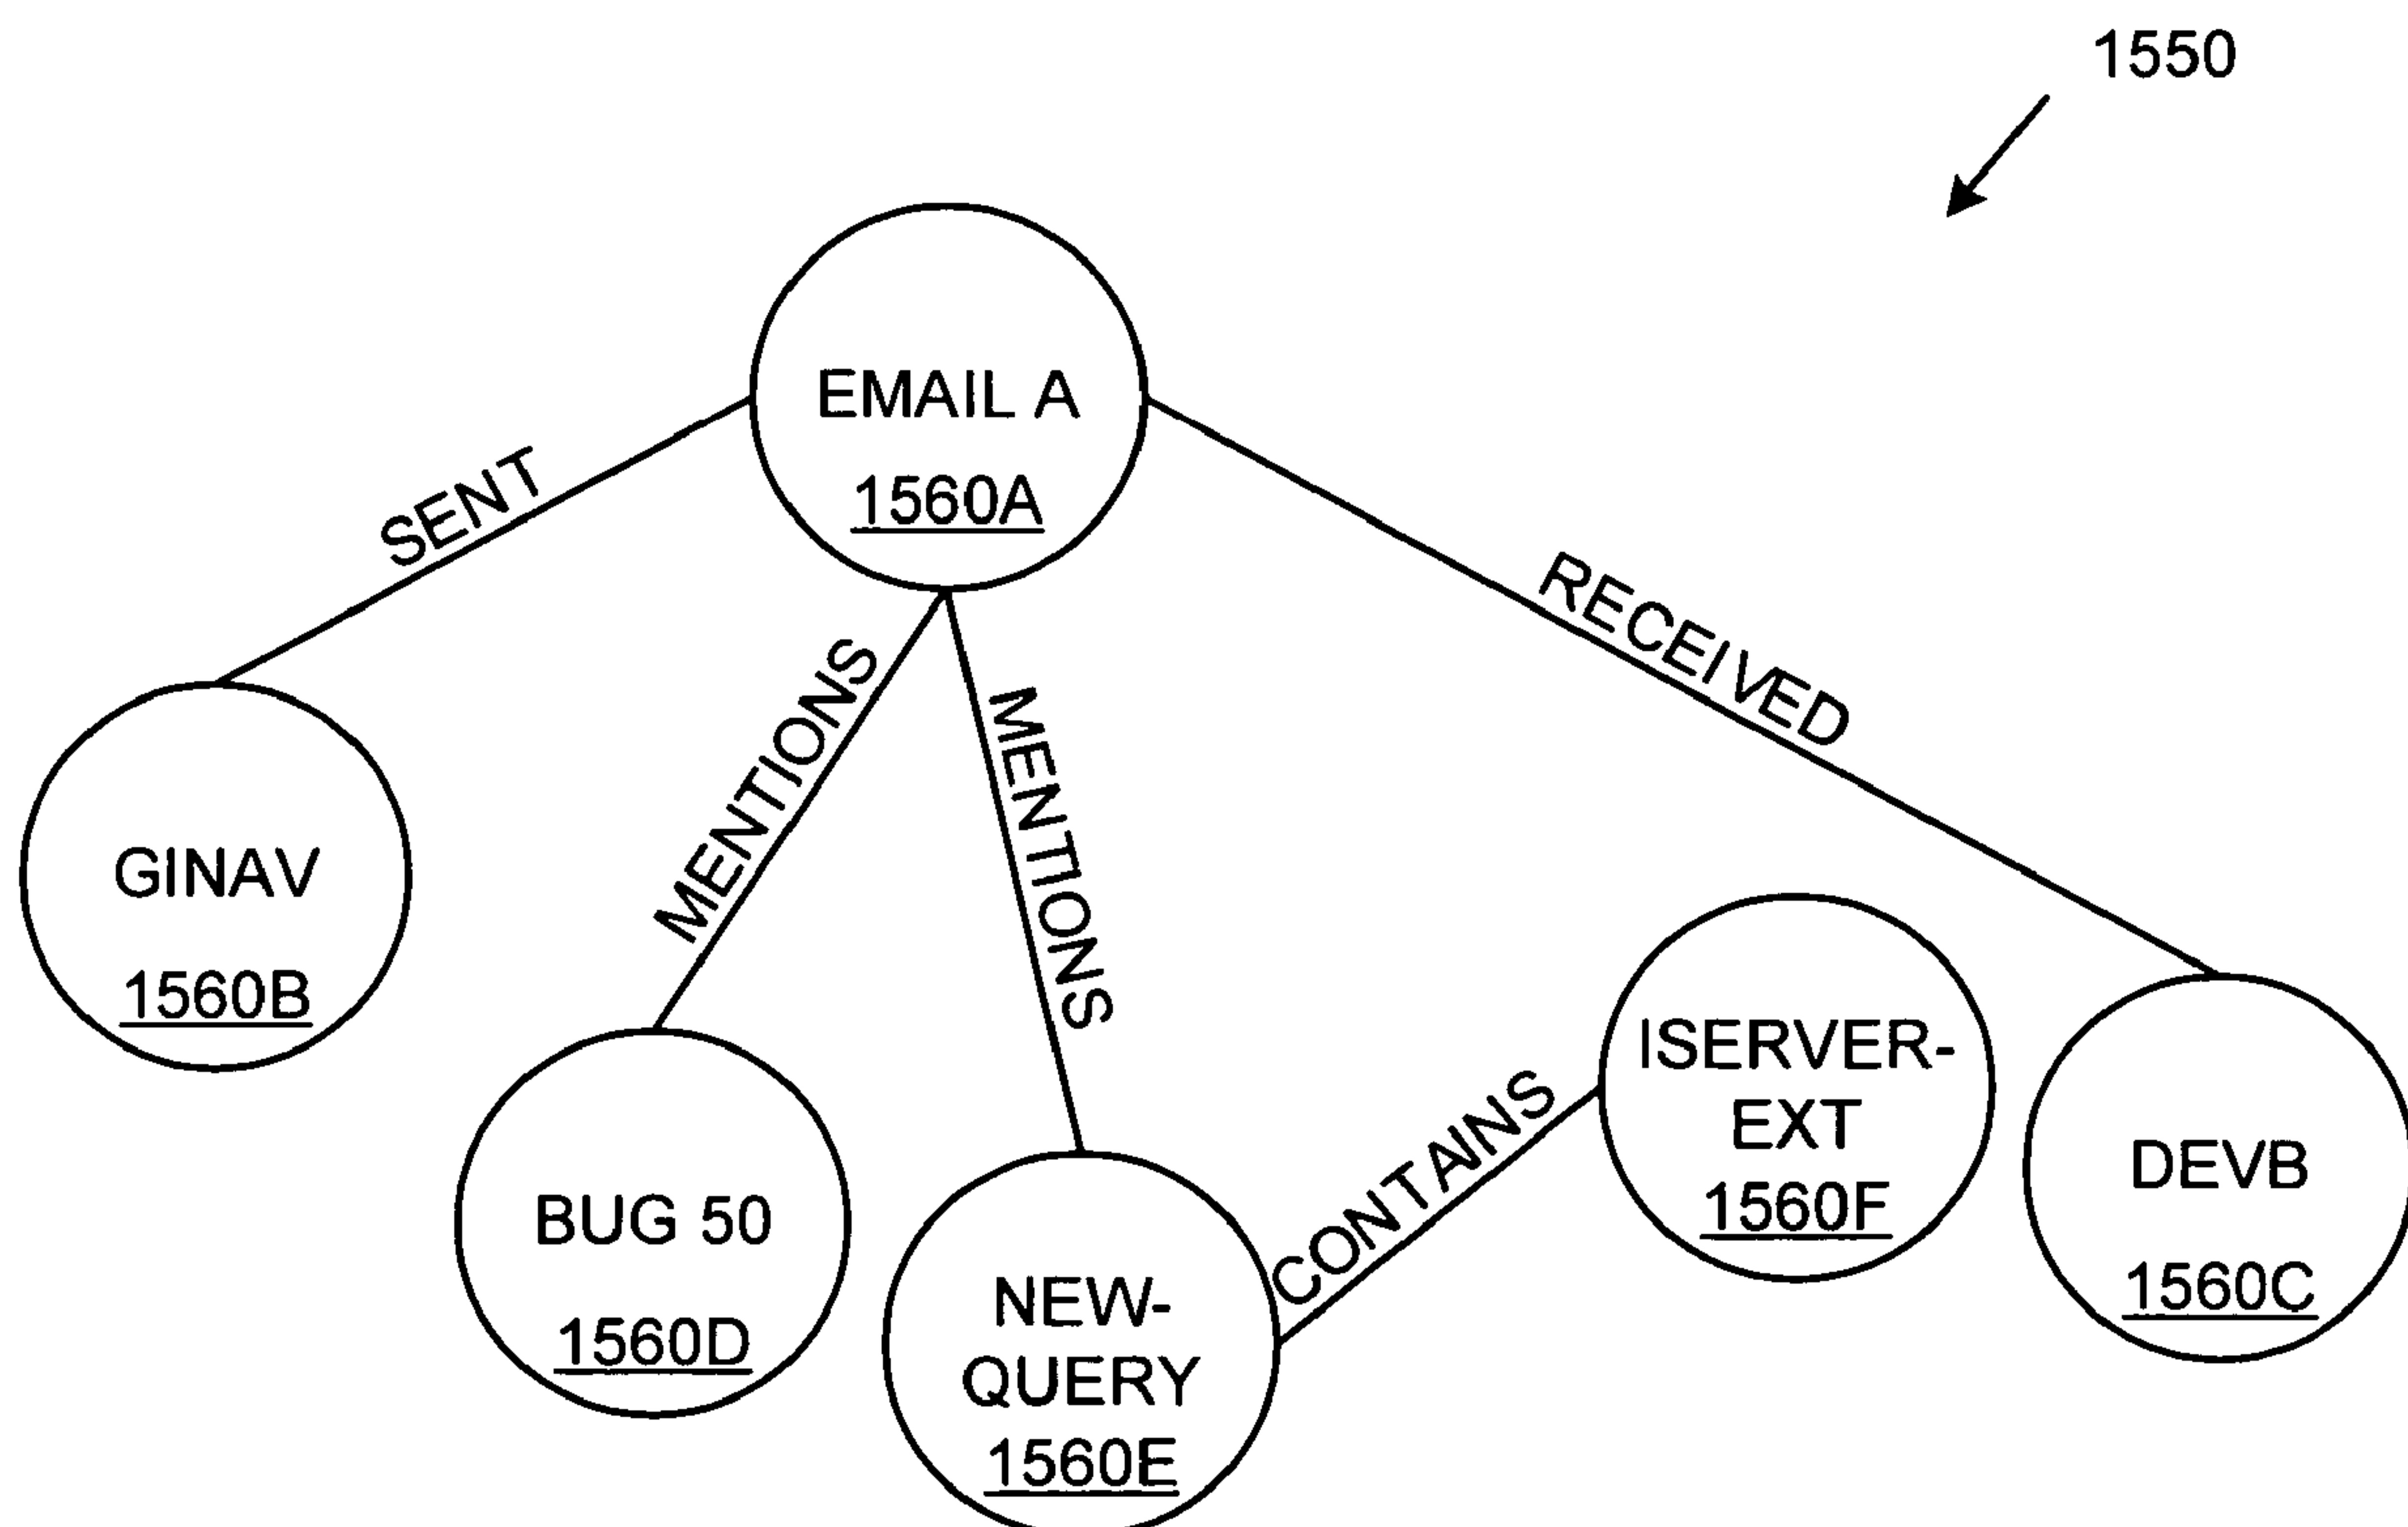 1550
EMAIL A
1560A
SENT
RECEIVED
MENTIONS
MENTIONS
GINAV
1560B
BUG 50
1560D
NEW-
QUERY
1560E
CONTAINS
ISERVER-
EXT
1560F
DEVB
1560C